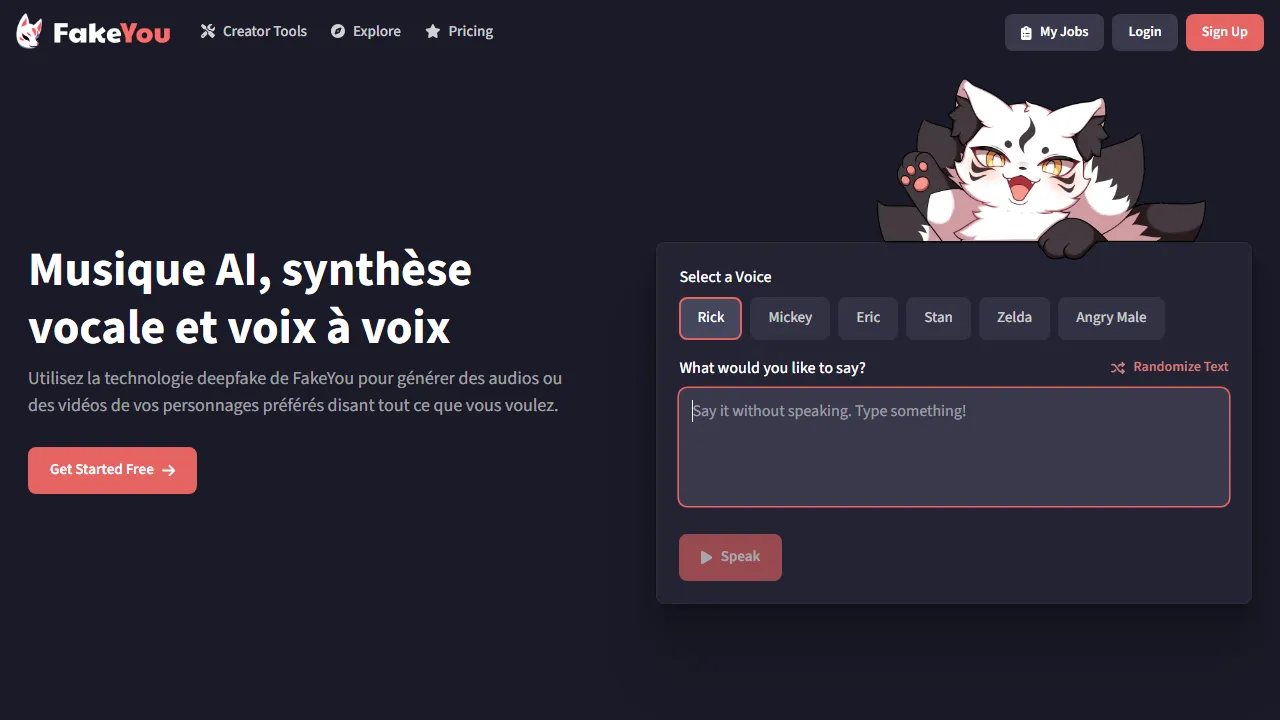 FakeYou
Creator Tools
Explore
Pricing
My Jobs
Login
Sign Up
Musique AI, synthèse
vocale et voix à voix
Utilisez la technologie deepfake de FakeYou pour générer des audios ou
des vidéos de vos personnages préférés disant tout ce que vous voulez.
Get Started Free
Select a Voice
Rick
Mickey
Eric
Stan
Zelda
Angry Male
What would you like to say?
Randomize Text
Say it without speaking. Type something!
Speak